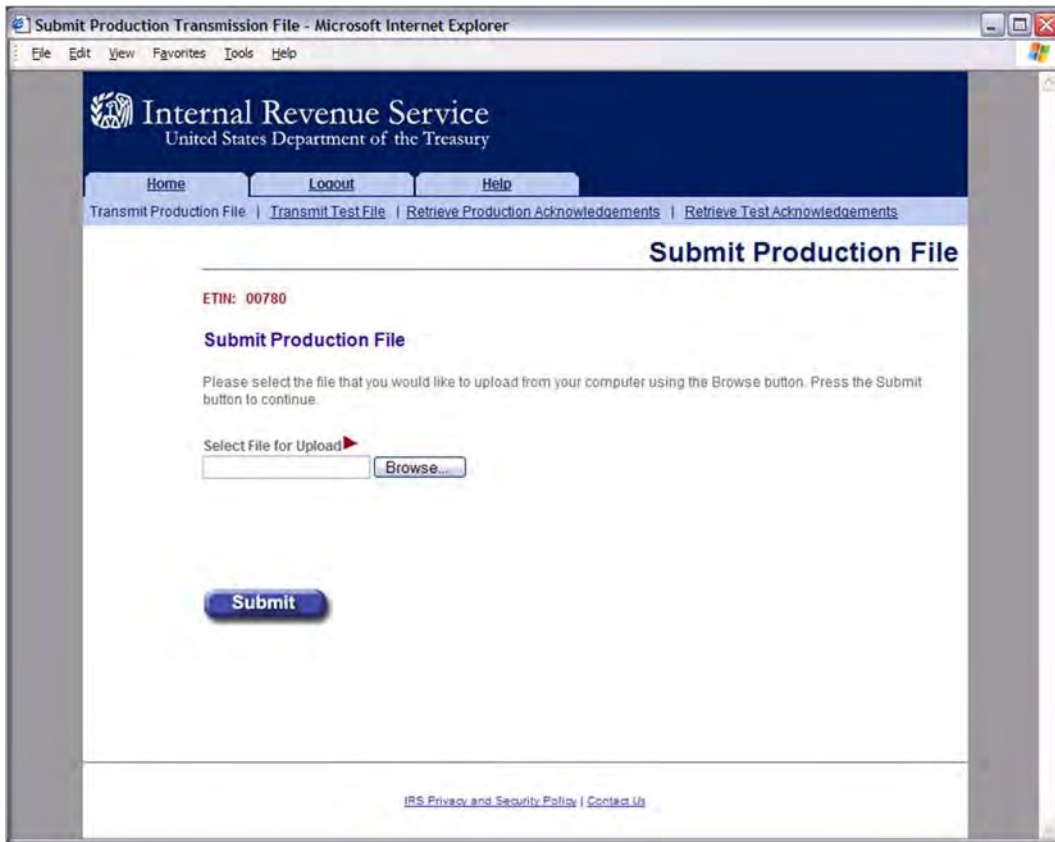 Submit Production Transmission File - Microsoft Internet Explorer
File Edit View Favorites Tools Help
Internal Revenue Service
United States Department of the Treasury
Home Logout Help
Transmit Production File | Transmit Test File | Retrieve Production Acknowledgements | Retrieve Test Acknowledgements
Submit Production File
ETIN: 00780
Submit Production File
Please select the file that you would like to upload from your computer using the Browse button. Press the Submit
button to continue.
Select File for Upload
Browse...
Submit
IRS Privacy and Security Policy | Contact Us